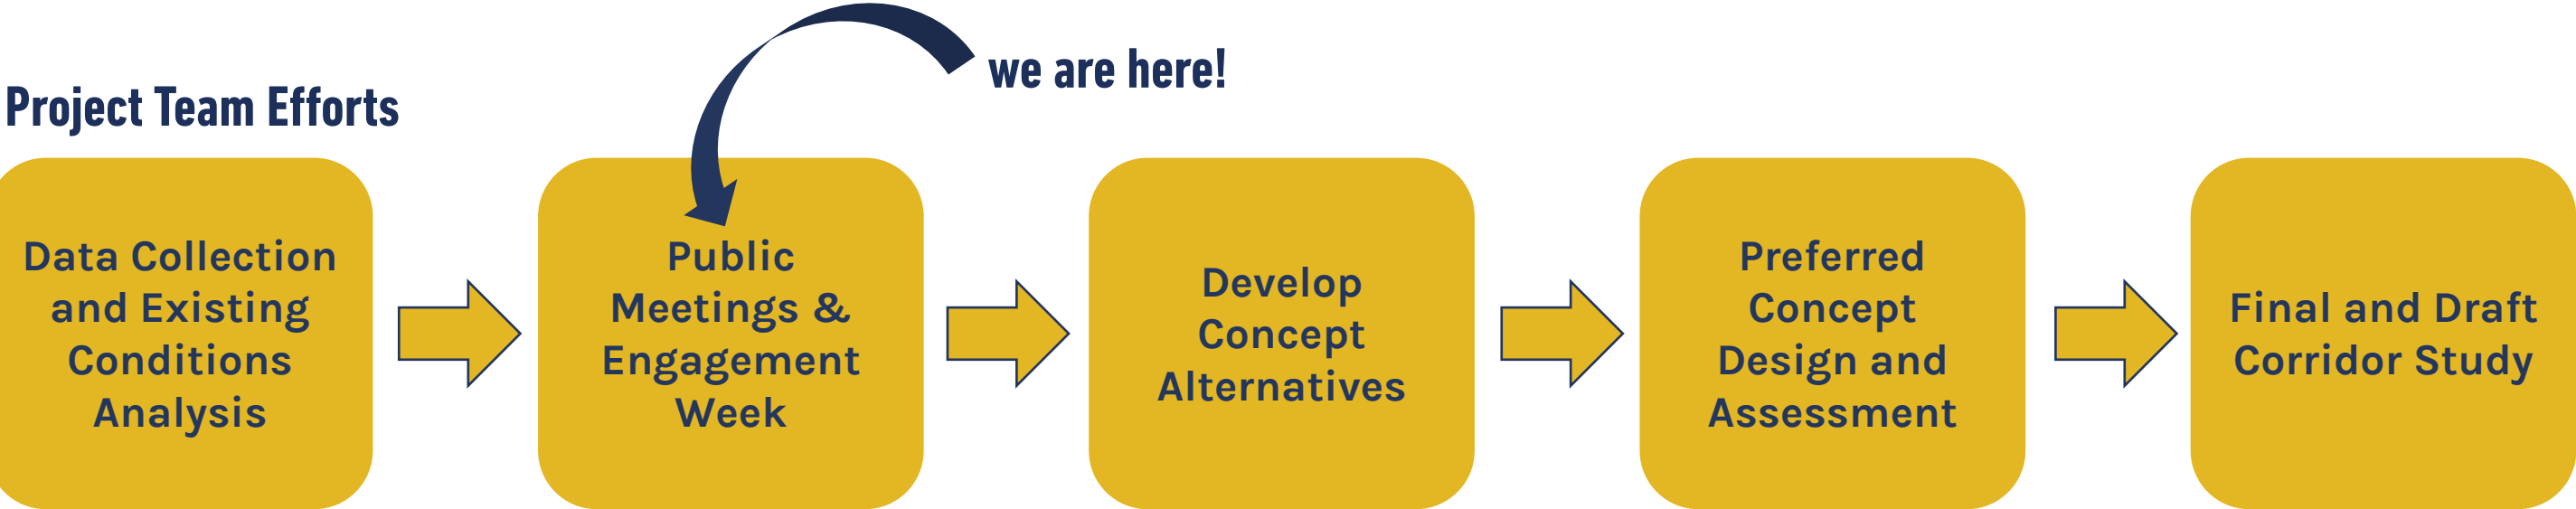 we are here!
Project Team Efforts
Data Collection
and Existing
Conditions
Analysis
Public
Meetings &
Engagement
Week
Develop
Concept
Alternatives
Preferred
Concept
Design and
Assessment
Final and Draft
Corridor Study